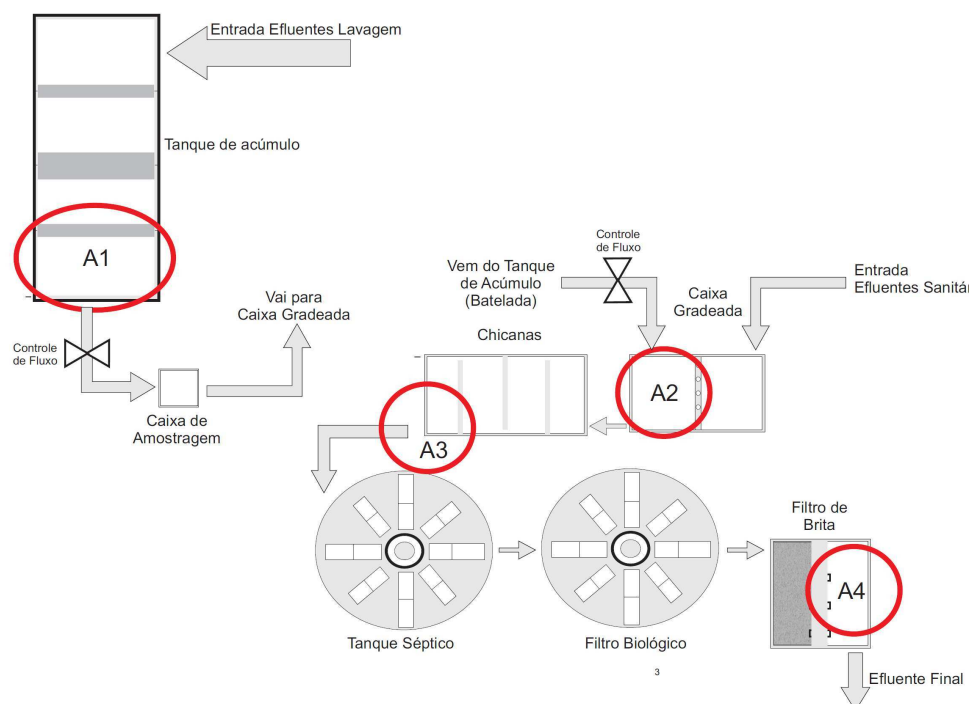 Entrada Efluentes Lavagem
Tanque de acúmulo
A1
Controle
de Fluxo
Vai para
Caixa Gradeada
Caixa de
Amostragem
Controle
de Fluxo
Vem do Tanque
de Acúmulo
(Batelada)
Caixa
Gradeada
Entrada
Efluentes Sanitár
Chicanas
A2
A3
Tanque Séptico
Filtro Biológico
Filtro de
Brita
A4
3
Efluente Final